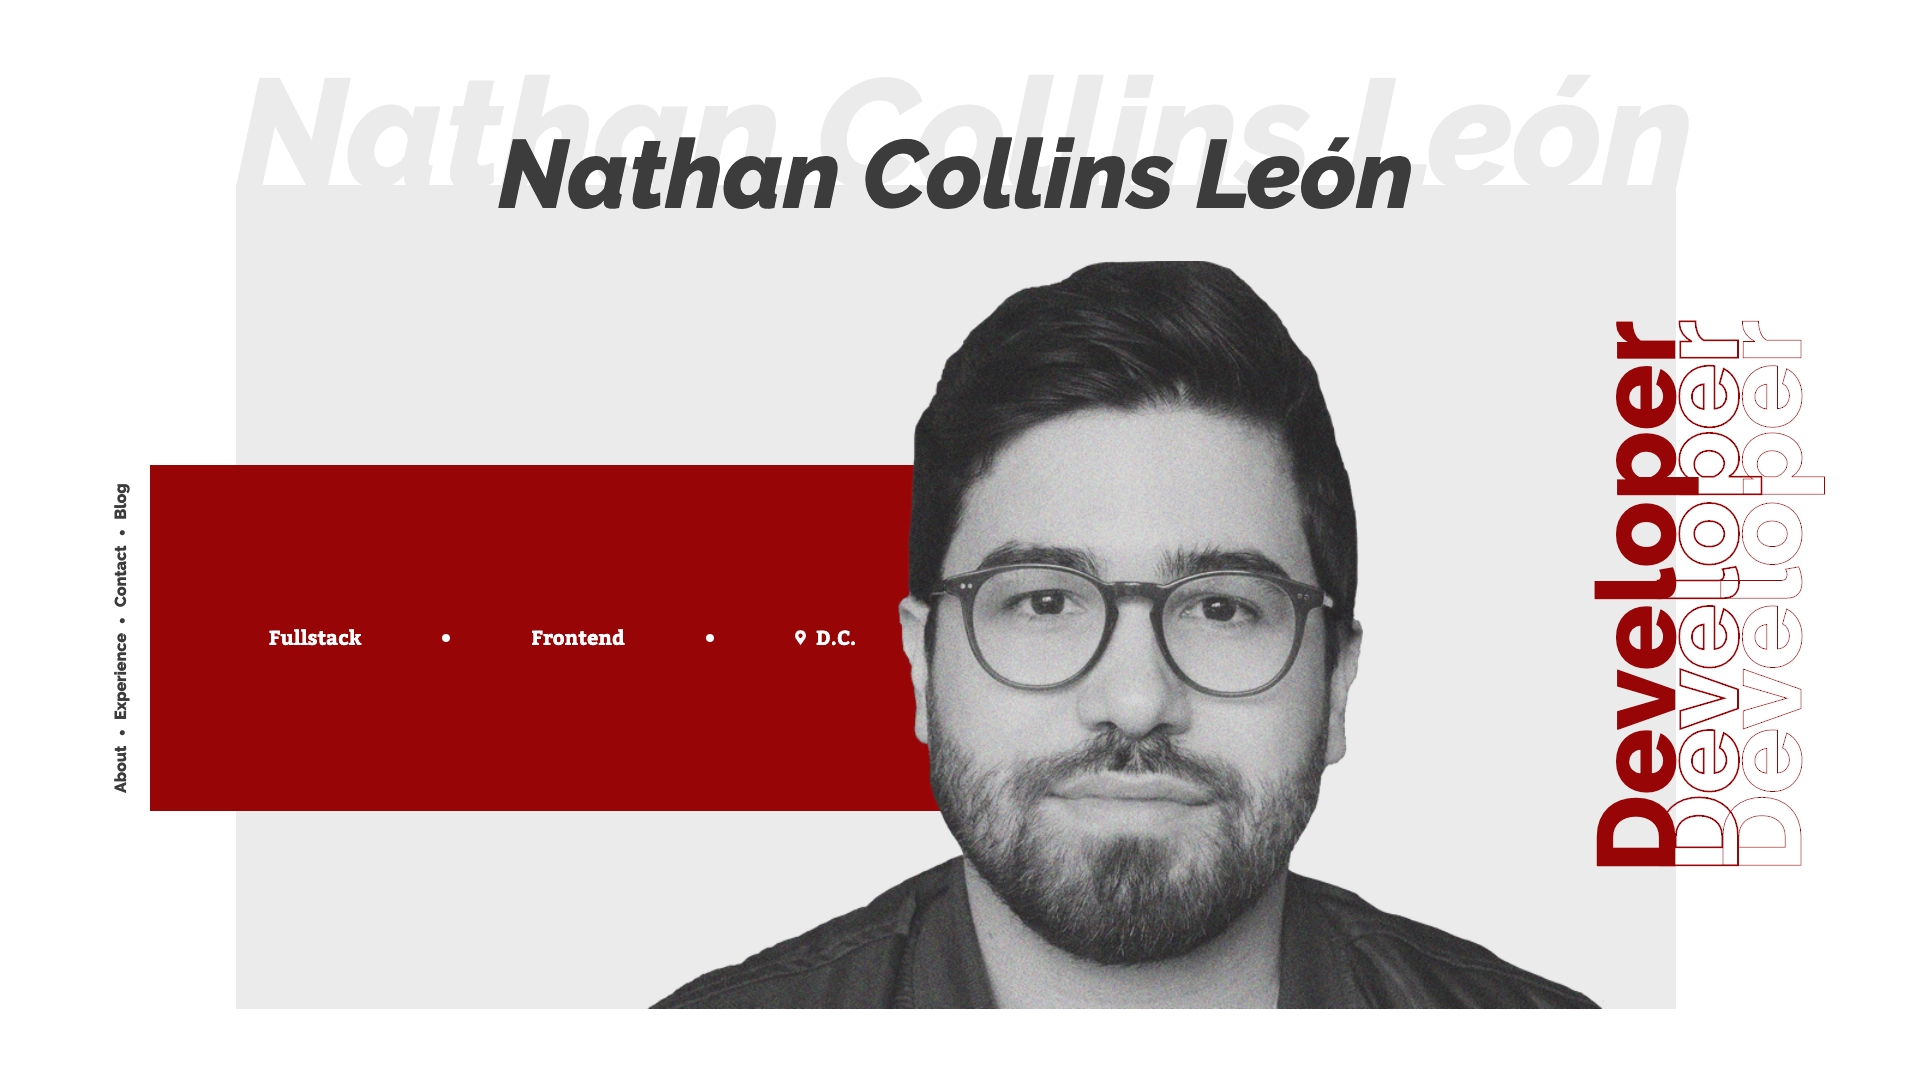 Nathan Collins León
Nathan Collins León
About • Experience • Contact • Blog
Fullstack • Frontend • D.C.
Developer
Developer
Developer